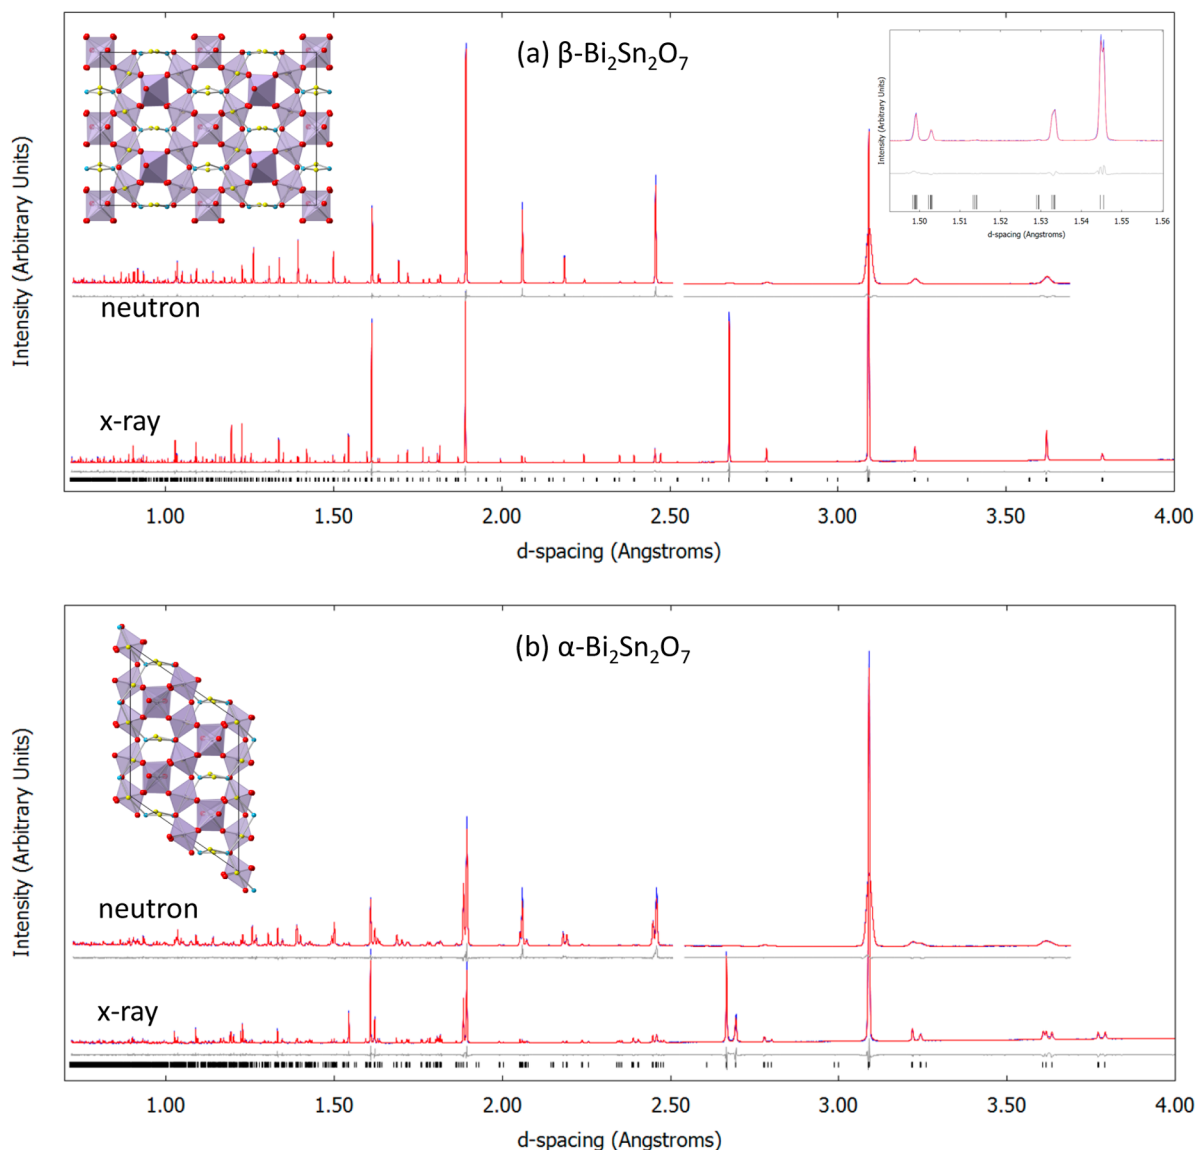 (a) β-Bi₂Sn₂O₇
Intensity (Arbitrary Units)
Intensity (Arbitrary Units)
1.50 1.51 1.52 1.53 1.54 1.55 1.56
d-spacing (Angstroms)
neutron
x-ray
1.00 1.50 2.00 2.50 3.00 3.50 4.00
d-spacing (Angstroms)
(b) α-Bi₂Sn₂O₇
Intensity (Arbitrary Units)
neutron
x-ray
1.00 1.50 2.00 2.50 3.00 3.50 4.00
d-spacing (Angstroms)